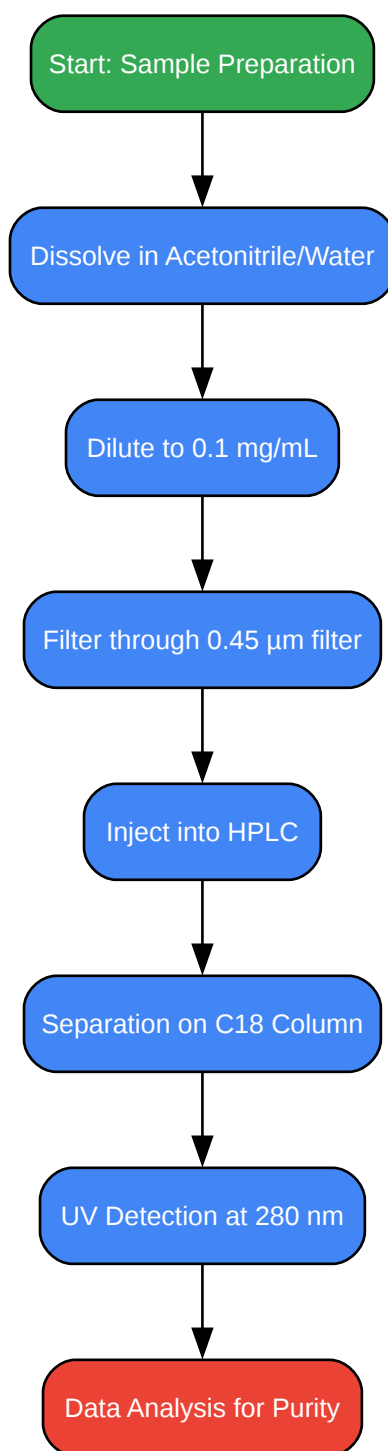 Start: Sample Preparation
Dissolve in Acetonitrile/Water
Dilute to 0.1 mg/mL
Filter through 0.45 µm filter
Inject into HPLC
Separation on C18 Column
UV Detection at 280 nm
Data Analysis for Purity